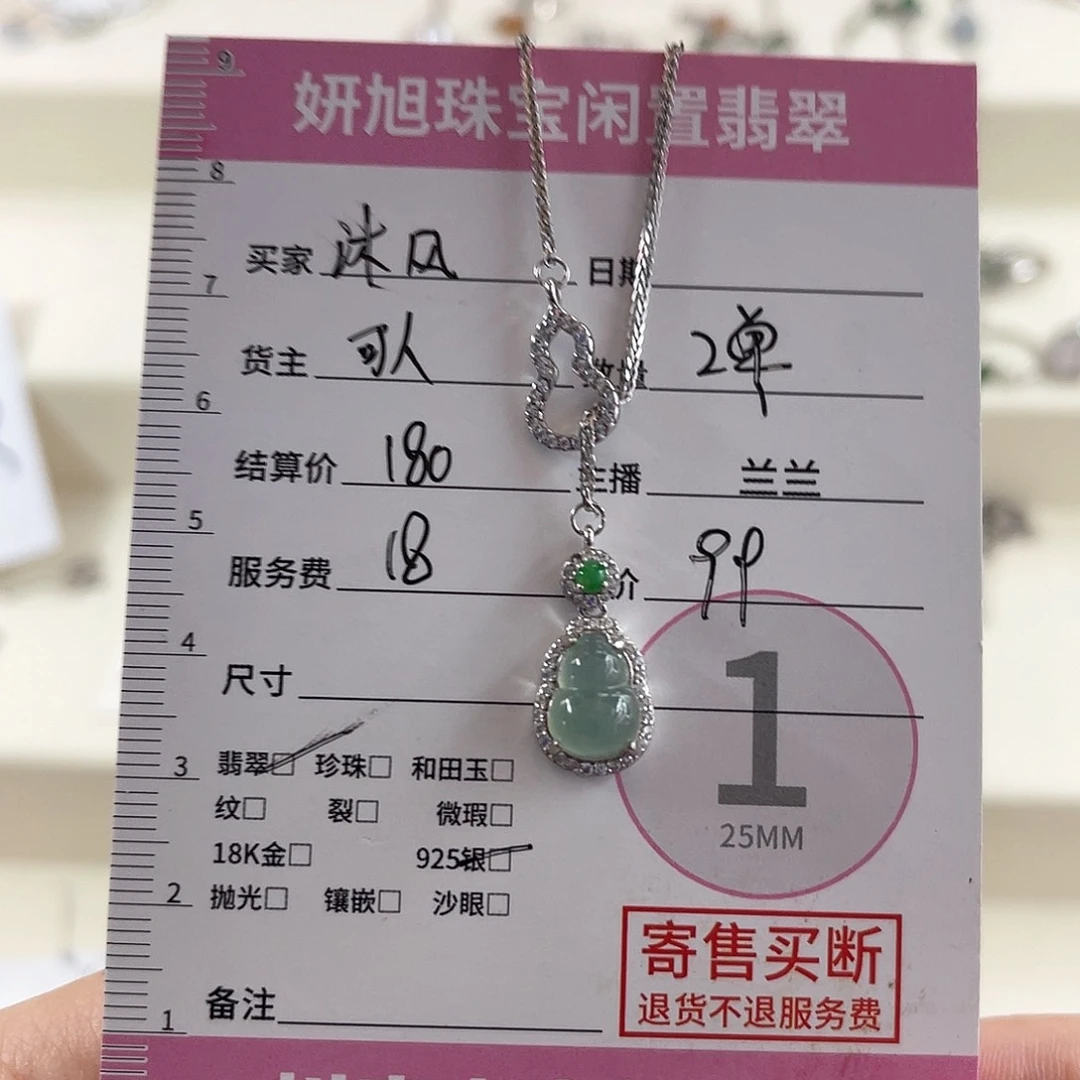 9
妍旭珠宝闲置翡翠
8
买家 沐风 日期
7
货主 可人 数量 2单
6
结算价 180 主播 兰兰
5
服务费 18 价 99
4
尺寸
1
25MM
3
翡翠□ 珍珠□ 和田玉□
纹□ 裂□ 微瑕□
18K金□ 925银□
2
抛光□ 镶嵌□ 沙眼□
寄售买断
退货不退服务费
1
备注